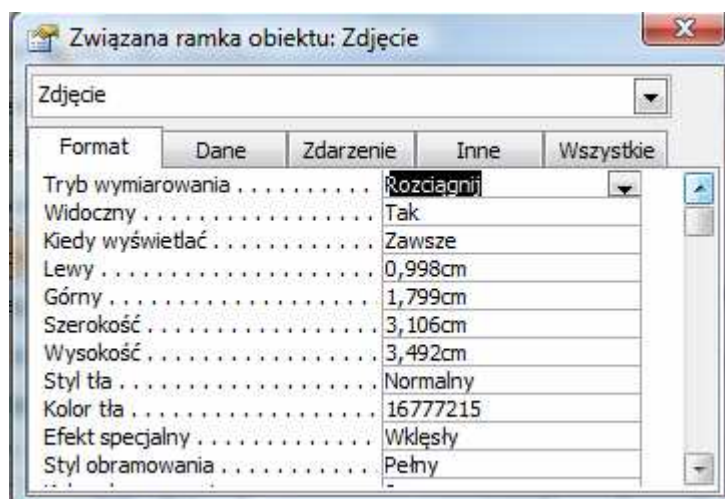 Związana ramka obiektu: Zdjęcie
Zdjęcie
Format Dane Zdarzenie Inne Wszystkie
Tryb wymiarowania . . . . . . . . . . Rozciągnij
Widoczny . . . . . . . . . . . . . . . . . Tak
Kiedy wyświetlać . . . . . . . . . . . . Zawsze
Lewy . . . . . . . . . . . . . . . . . . . . 0,998cm
Górny . . . . . . . . . . . . . . . . . . . 1,799cm
Szerokość . . . . . . . . . . . . . . . . 3,106cm
Wysokość . . . . . . . . . . . . . . . . 3,492cm
Styl tła . . . . . . . . . . . . . . . . . . Normalny
Kolor tła . . . . . . . . . . . . . . . . . 16777215
Efekt specjalny . . . . . . . . . . . . . Wklęsły
Styl obramowania . . . . . . . . . . . Pełny